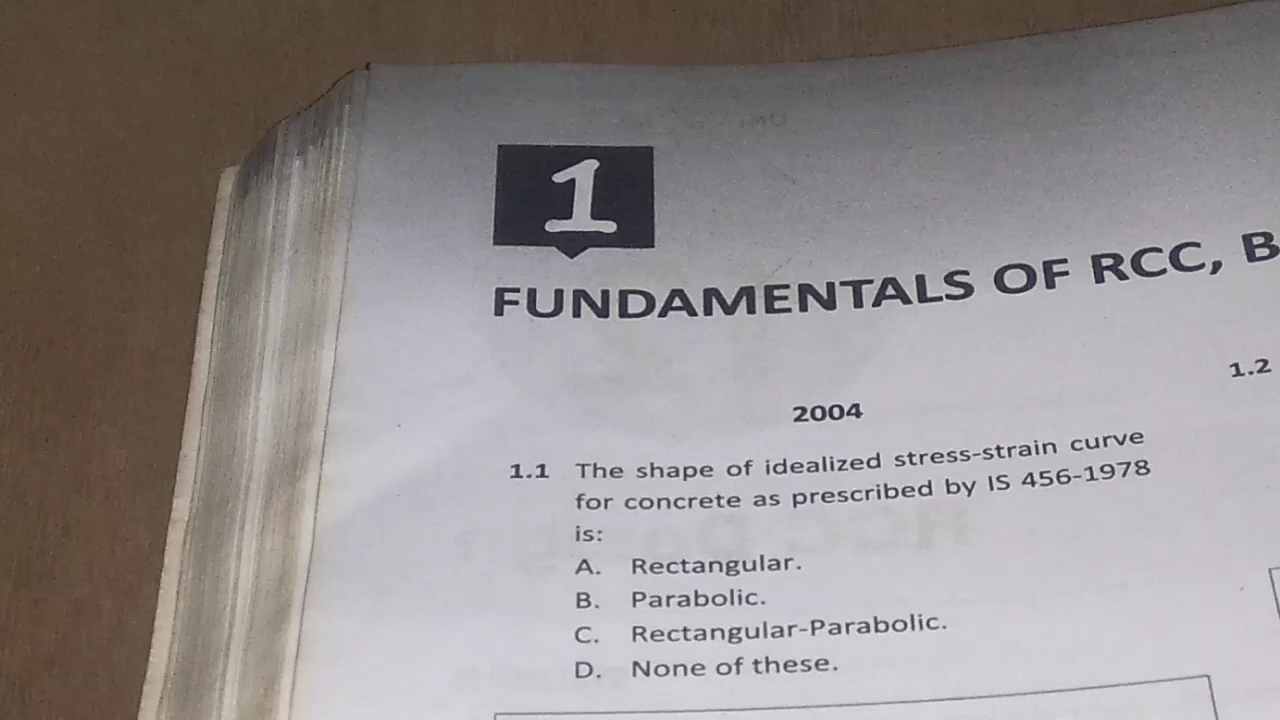 1
FUNDAMENTALS OF RCC, B
1.2
2004
1.1 The shape of idealized stress-strain curve
for concrete as prescribed by IS 456-1978
is:
A. Rectangular.
B. Parabolic.
C. Rectangular-Parabolic.
D. None of these.